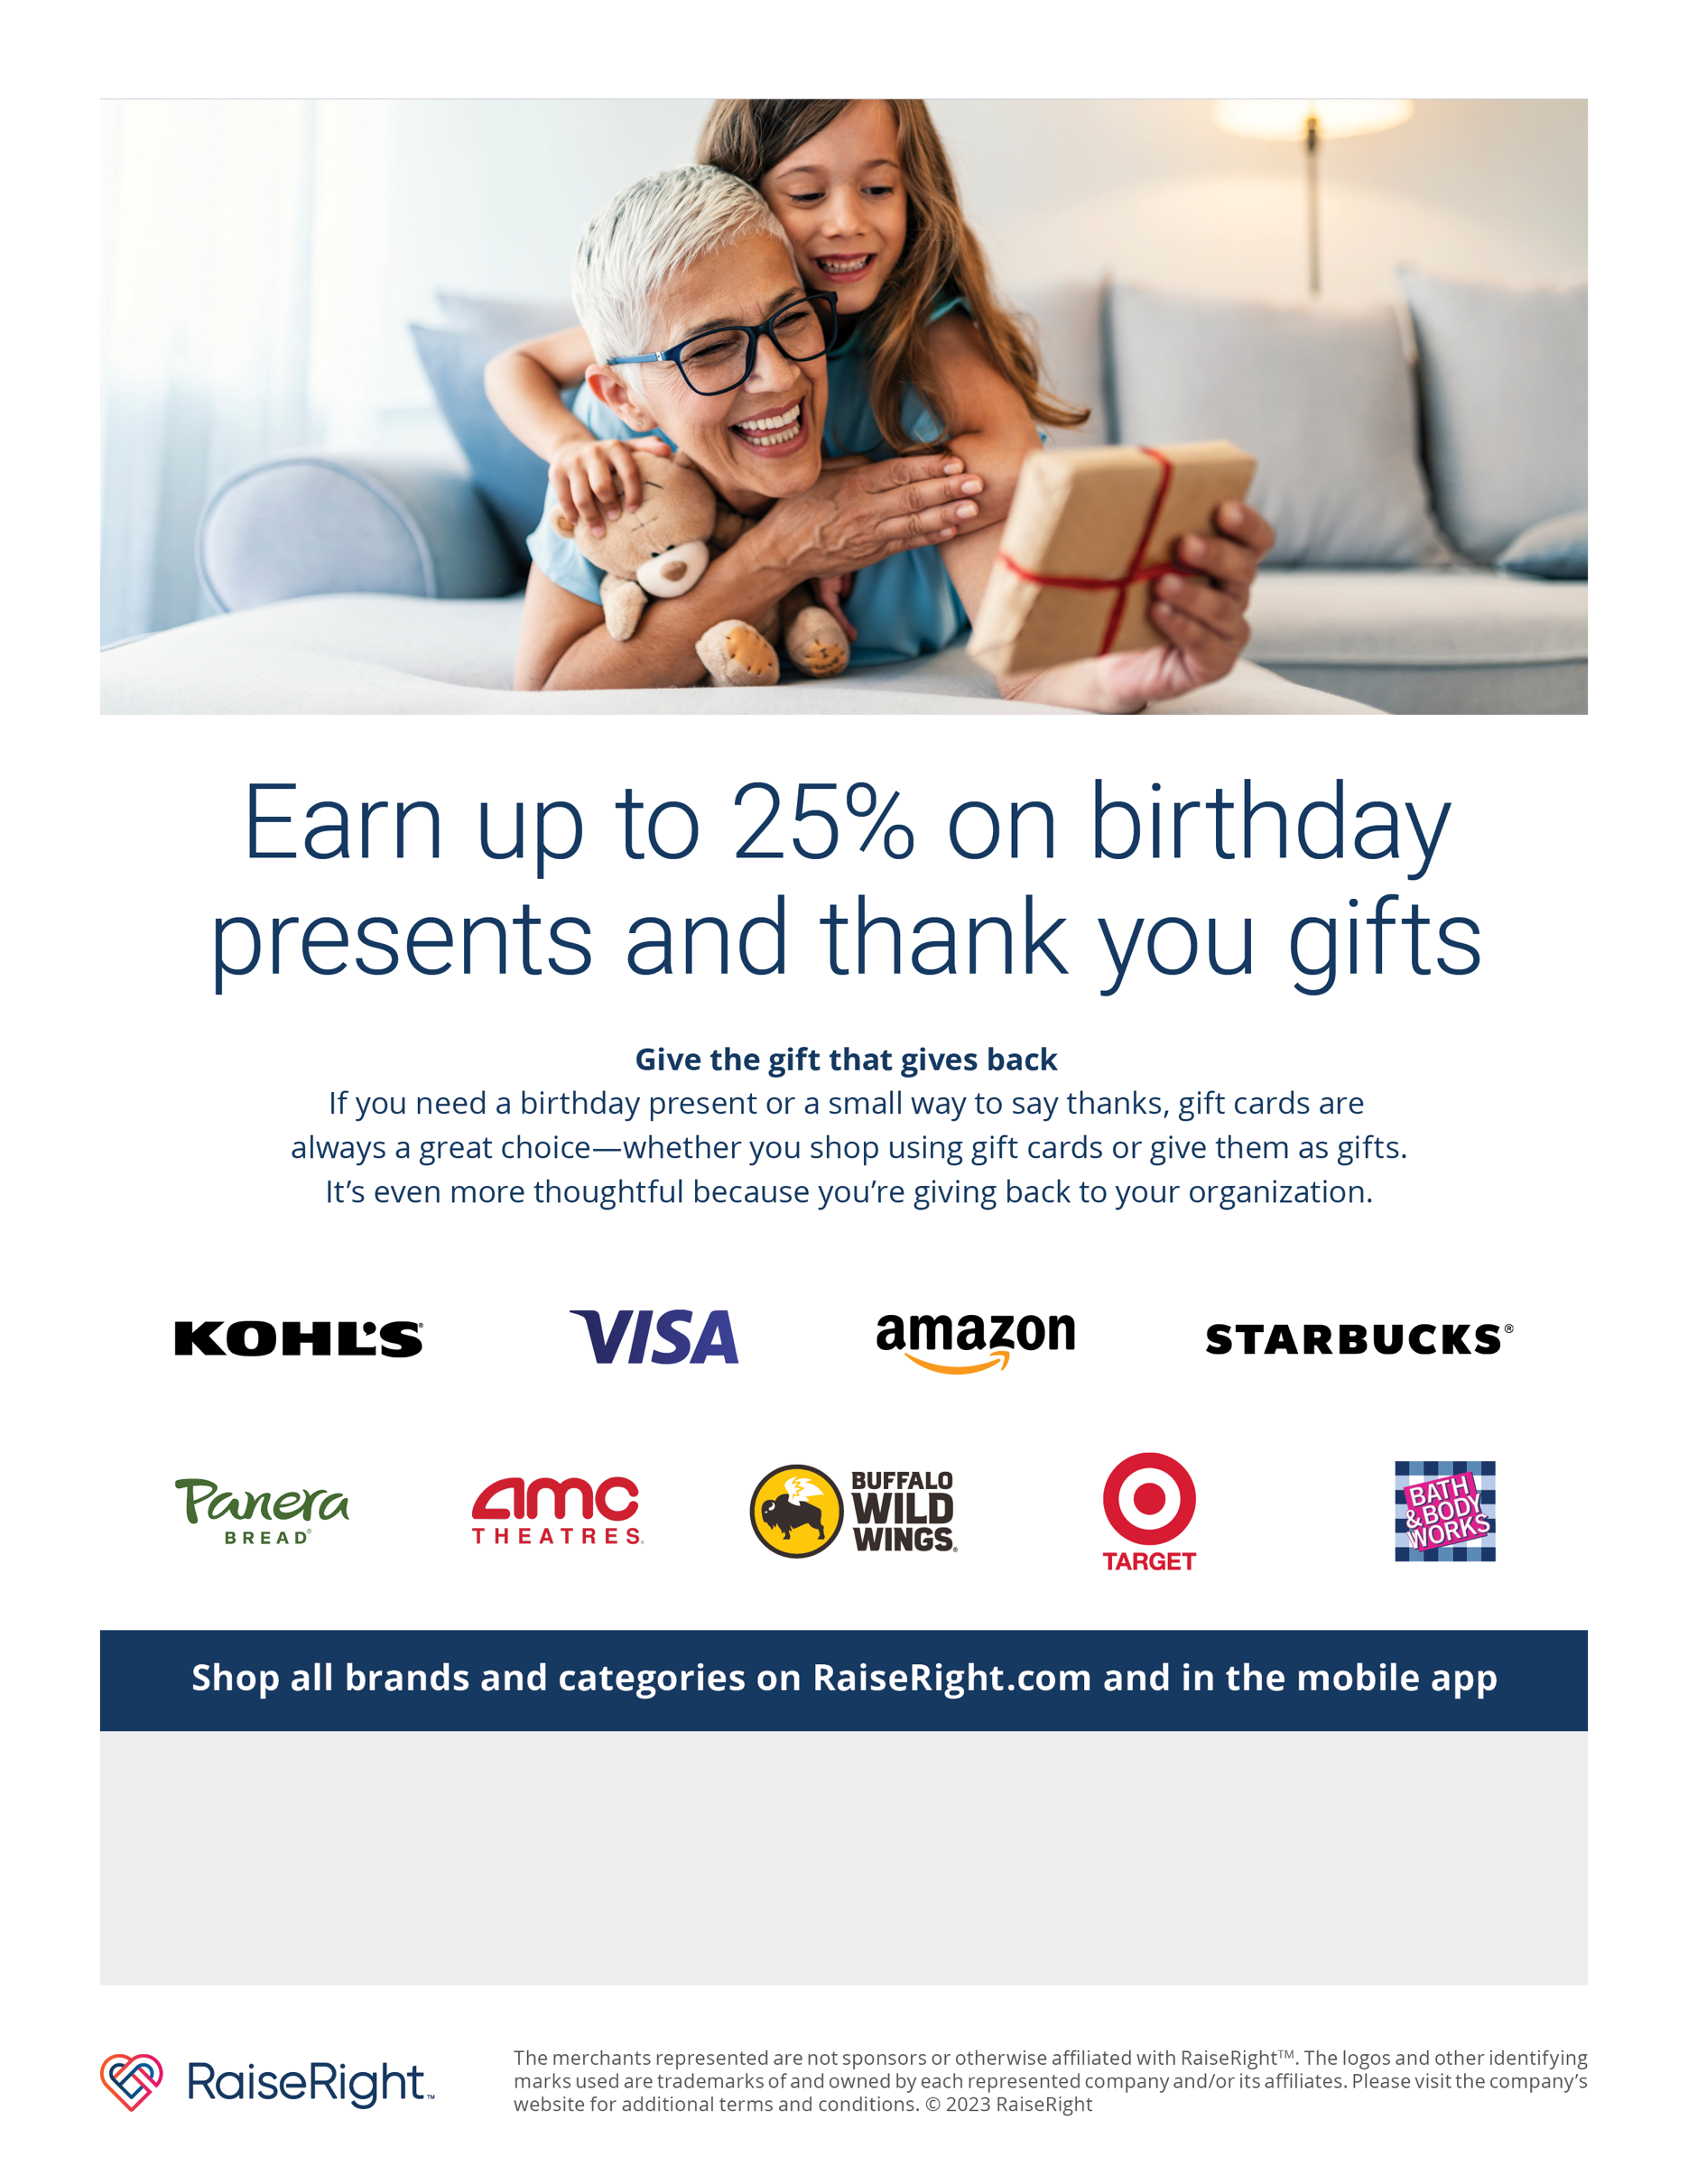 Earn up to 25% on birthday
presents and thank you gifts
Give the gift that gives back
If you need a birthday present or a small way to say thanks, gift cards are
always a great choice—whether you shop using gift cards or give them as gifts.
It’s even more thoughtful because you’re giving back to your organization.
KOHL'S®
VISA
amazon
STARBUCKS®
Panera
BREAD®
amc
THEATRES®
BUFFALO
WILD
WINGS®
TARGET
BATH
& BODY
WORKS
Shop all brands and categories on RaiseRight.com and in the mobile app
RaiseRight™
The merchants represented are not sponsors or otherwise affiliated with RaiseRight™. The logos and other identifying
marks used are trademarks of and owned by each represented company and/or its affiliates. Please visit the company’s
website for additional terms and conditions. © 2023 RaiseRight